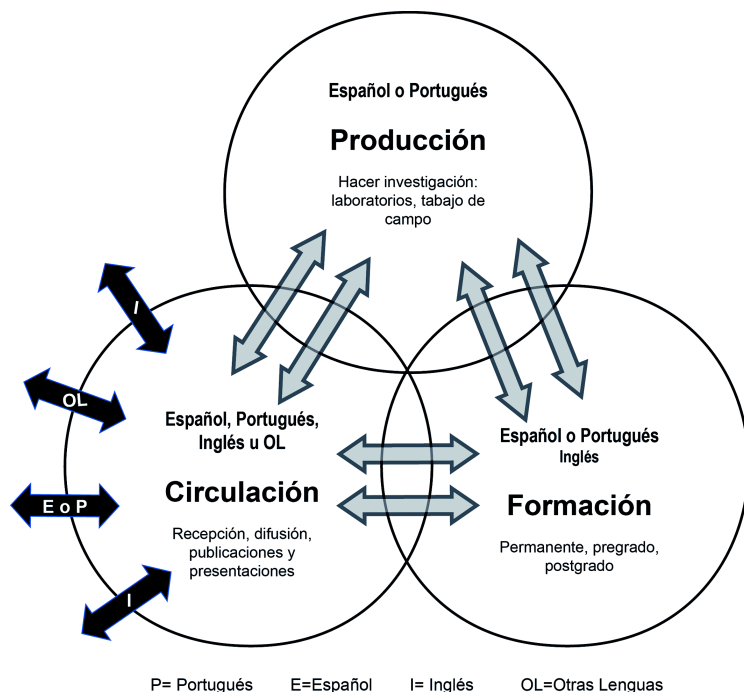 Español o Portugués
Producción
Hacer investigación:
laboratorios, tabajo de
campo
I
OL
E o P
I
Español, Portugués,
Inglés u OL
Circulación
Recepción, difusión,
publicaciones y
presentaciones
Español o Portugués
Inglés
Formación
Permanente, pregrado,
postgrado
P= Portugués E=Español I= Inglés OL=Otras Lenguas